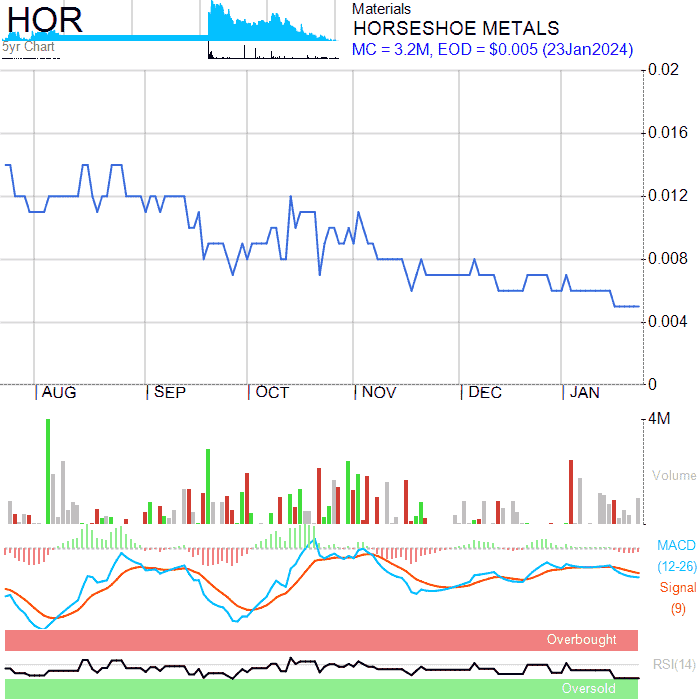 HOR
5yr Chart
Materials
HORSESHOE METALS
MC = 3.2M, EOD = $0.005 (23Jan2024)
0.02
0.016
0.012
0.008
0.004
0
AUG SEP OCT NOV DEC JAN
4M
Volume
MACD
(12-26)
Signal
(9)
Overbought
RSI(14)
Oversold